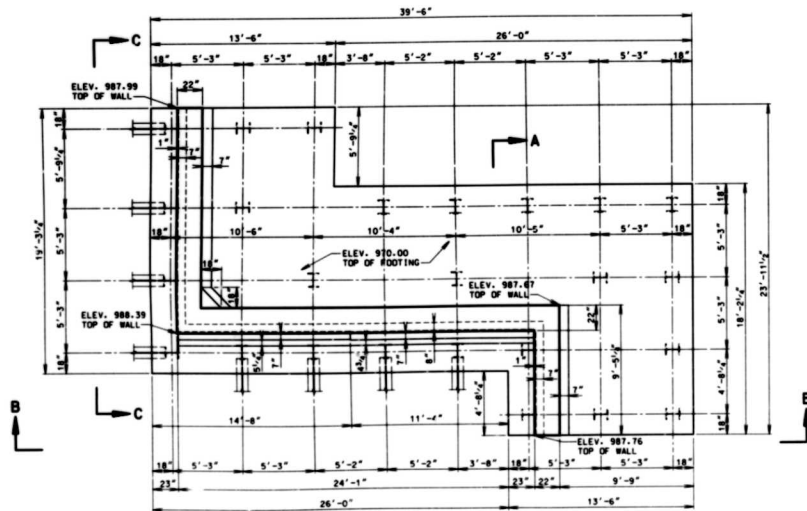 39'-6"
C
13'-6"
26'-0"
18" 5'-3" 5'-3" 18" 3'-8" 5'-2" 5'-2" 5'-3" 5'-3" 18"
ELEV. 987.99
TOP OF WALL
22"
18"
1"
7"
7"
5'-9¼"
5'-9¼"
A
19'-3¼"
18"
18" 10'-6" 10'-4" 10'-5" 5'-3" 18"
5'-3"
5'-3"
ELEV. 970.00
TOP OF FOOTING
18"
18"
ELEV. 987.67
TOP OF WALL
23'-11½"
18'-2¼"
ELEV. 988.39
TOP OF WALL
22"
5'-3"
5'-3"
7"
7"
8"
1"
7"
7"
9'-5¼"
18"
4'-8¼"
4'-8¼"
18"
C
B
B
14'-8"
11'-4"
ELEV. 987.76
TOP OF WALL
18" 5'-3" 5'-3" 5'-2" 5'-2" 3'-8" 18" 5'-3" 5'-3" 18"
23" 24'-1" 23" 22" 9'-9"
26'-0"
13'-6"